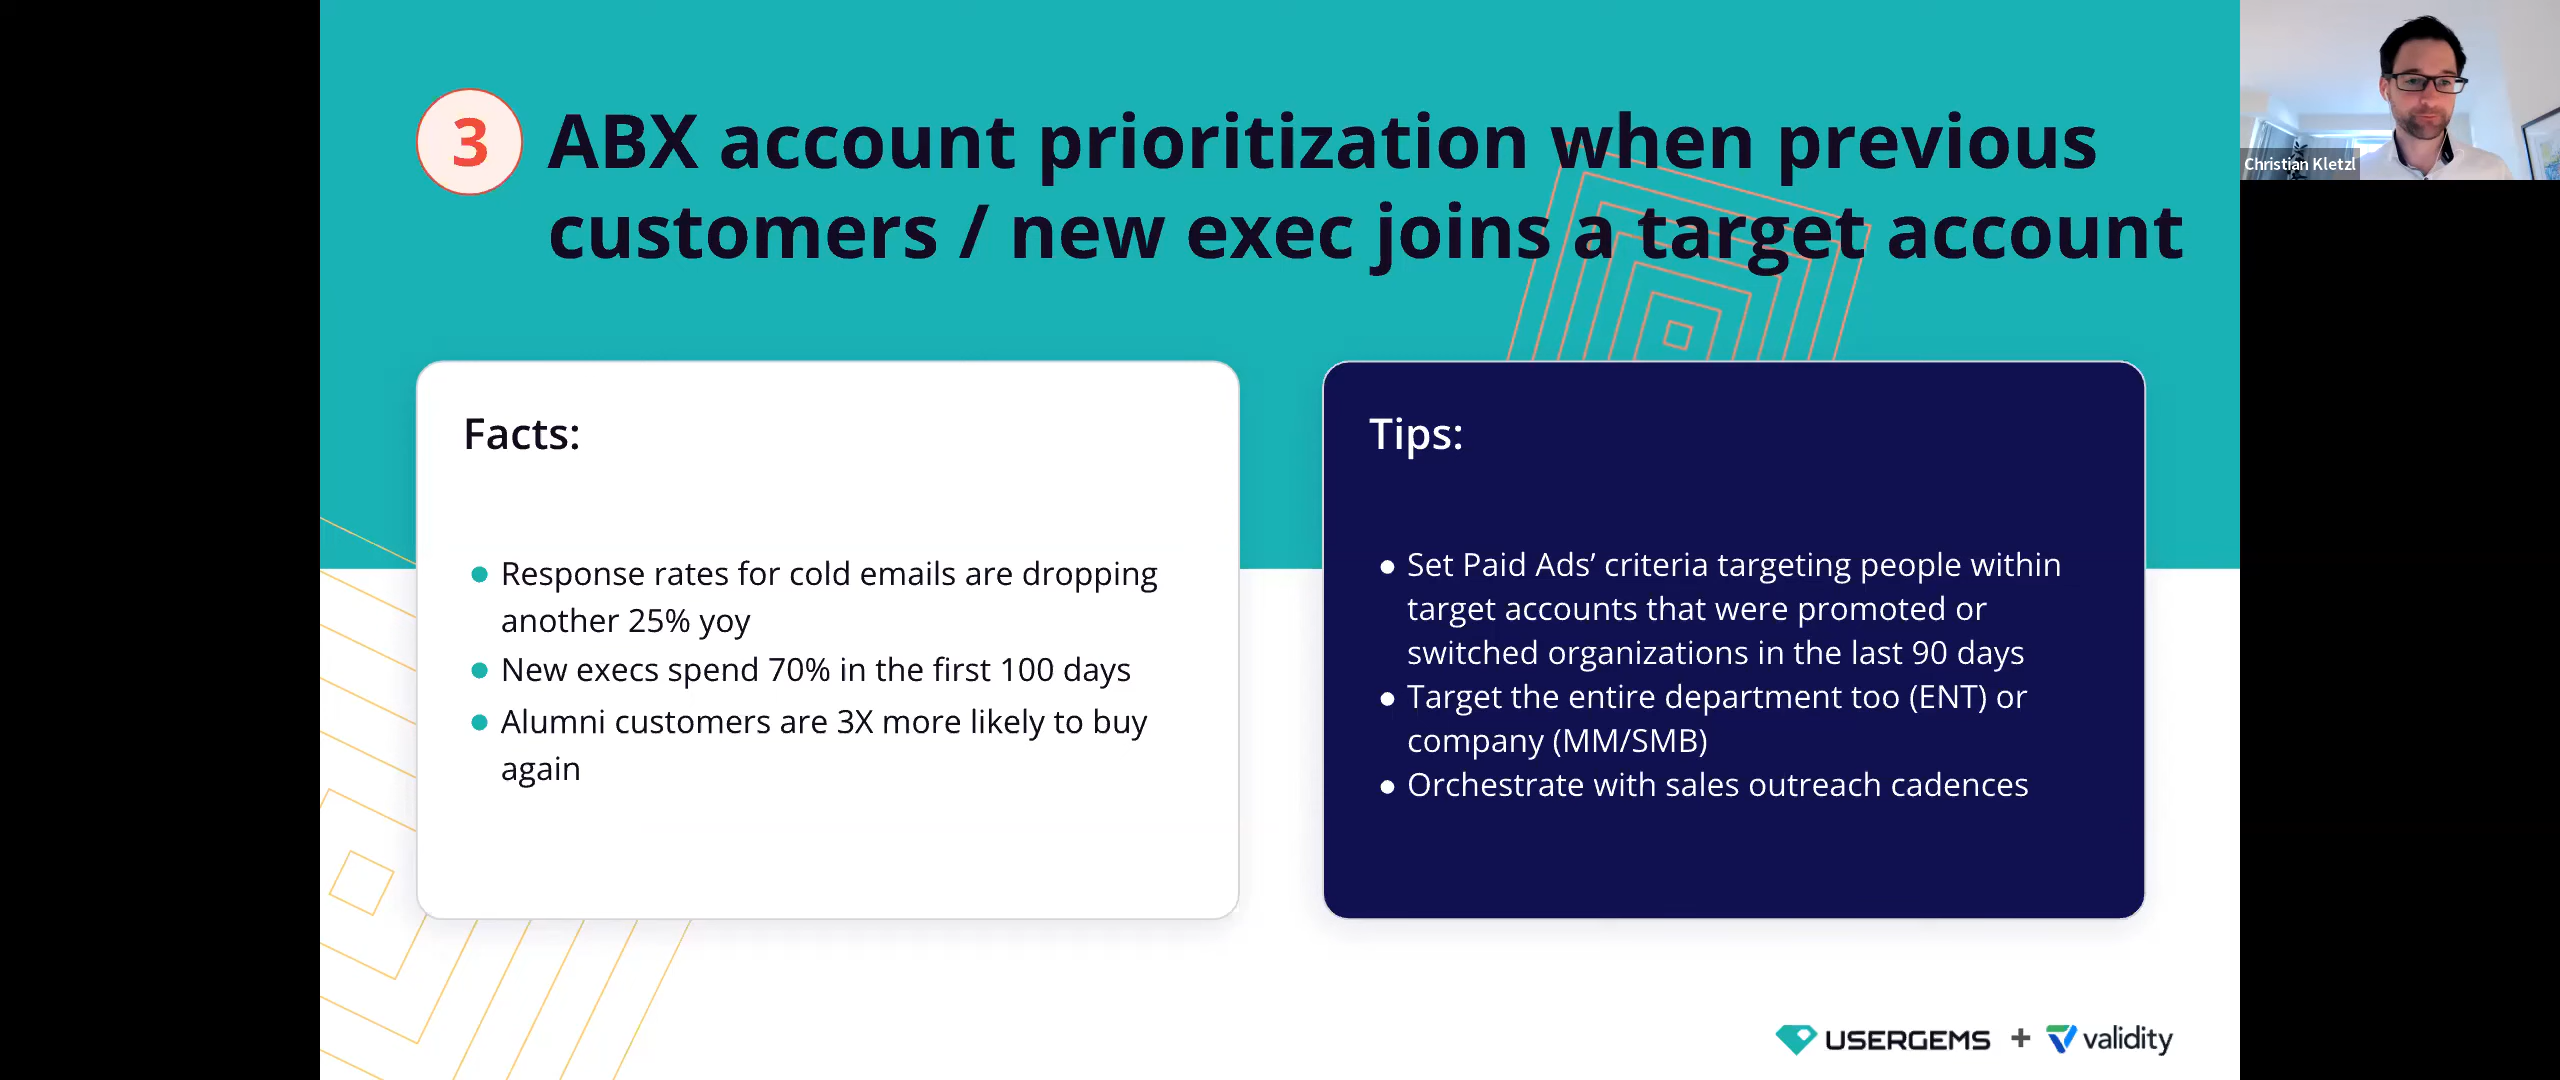 3
ABX account prioritization when previous
customers / new exec joins a target account
Christian Kletzl
Facts:
● Response rates for cold emails are dropping
another 25% yoy
● New execs spend 70% in the first 100 days
● Alumni customers are 3X more likely to buy
again
Tips:
● Set Paid Ads’ criteria targeting people within
target accounts that were promoted or
switched organizations in the last 90 days
● Target the entire department too (ENT) or
company (MM/SMB)
● Orchestrate with sales outreach cadences
USERGEMS + validity